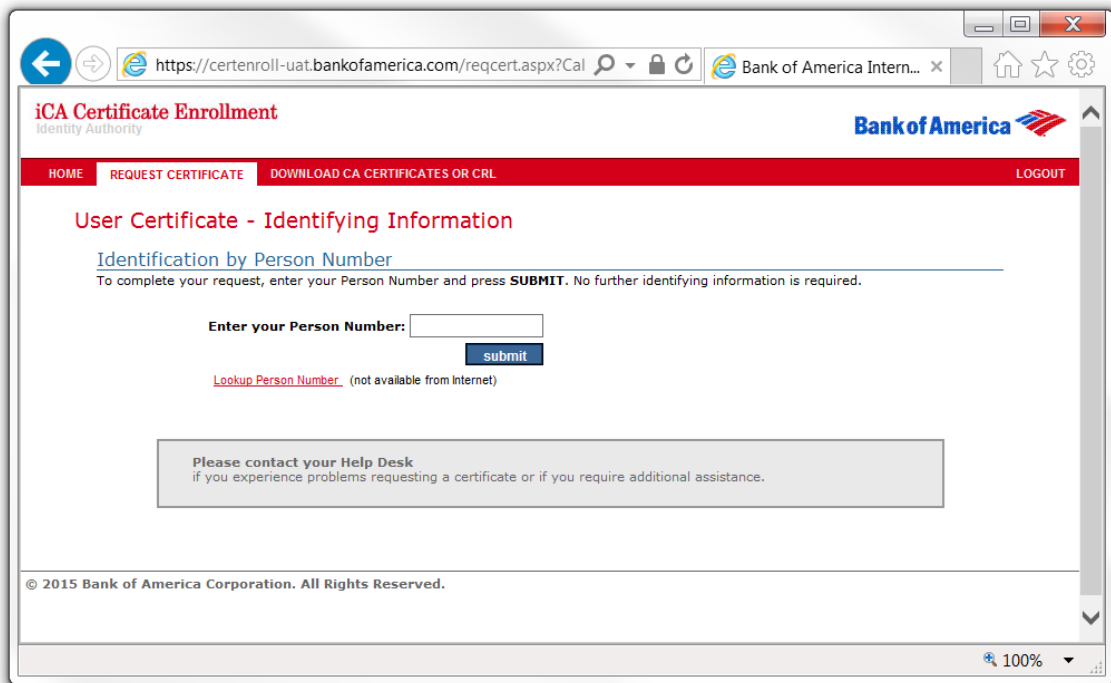 https://certenroll-uat.bankofamerica.com/reqcert.aspx?Cal
Bank of America Intern...
iCA Certificate Enrollment
Identity Authority
Bank of America
HOME REQUEST CERTIFICATE DOWNLOAD CA CERTIFICATES OR CRL LOGOUT
User Certificate - Identifying Information
Identification by Person Number
To complete your request, enter your Person Number and press SUBMIT. No further identifying information is required.
Enter your Person Number:
submit
Lookup Person Number (not available from Internet)
Please contact your Help Desk
if you experience problems requesting a certificate or if you require additional assistance.
© 2015 Bank of America Corporation. All Rights Reserved.
100%